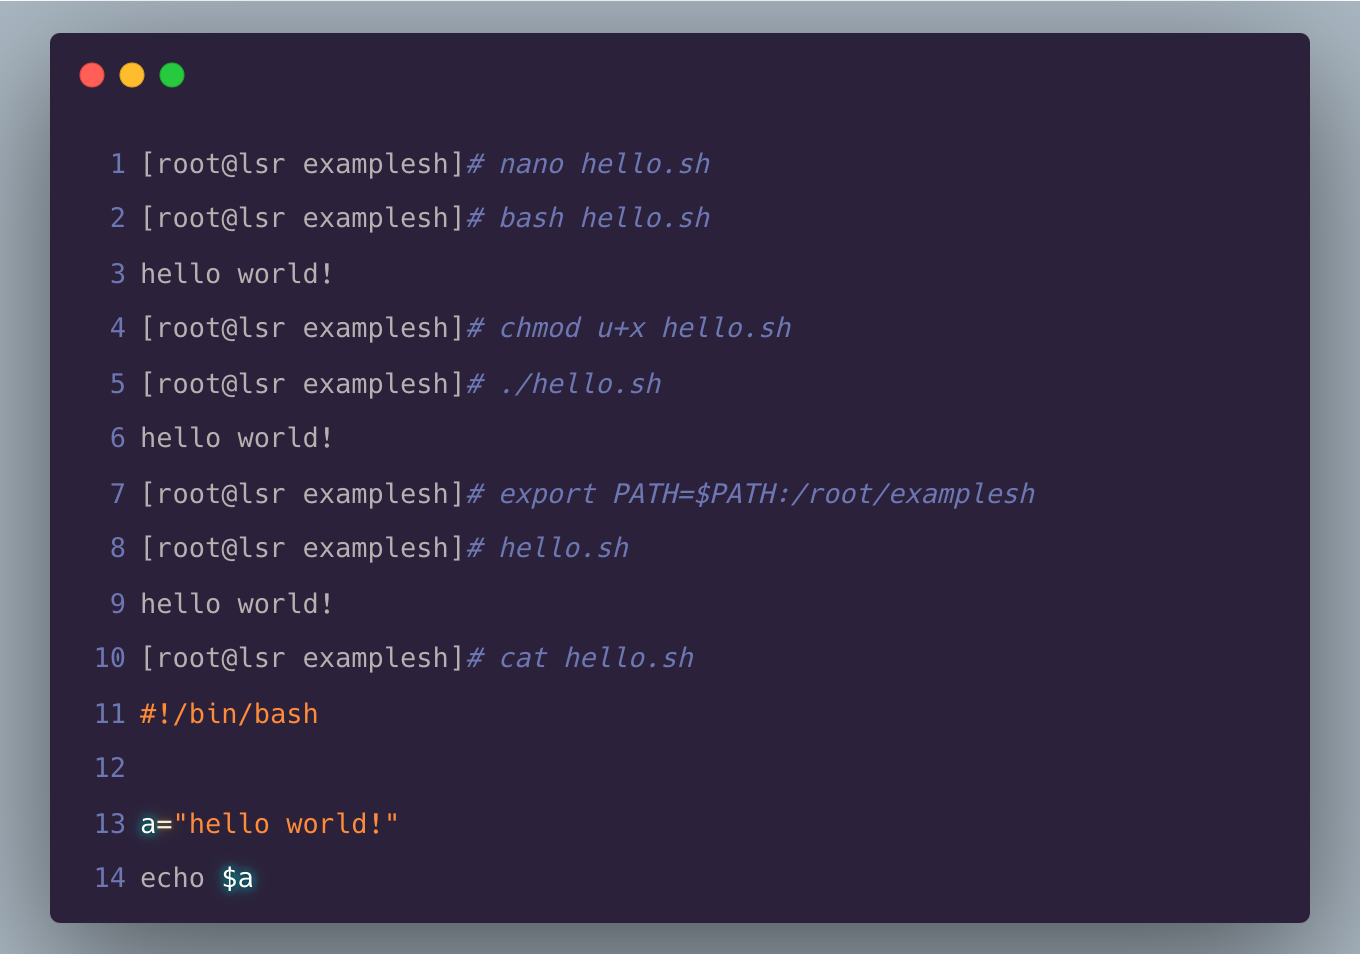 1 [root@lsr examplesh]# nano hello.sh
2 [root@lsr examplesh]# bash hello.sh
3 hello world!
4 [root@lsr examplesh]# chmod u+x hello.sh
5 [root@lsr examplesh]# ./hello.sh
6 hello world!
7 [root@lsr examplesh]# export PATH=$PATH:/root/examplesh
8 [root@lsr examplesh]# hello.sh
9 hello world!
10 [root@lsr examplesh]# cat hello.sh
11 #!/bin/bash
12
13 a="hello world!"
14 echo $a